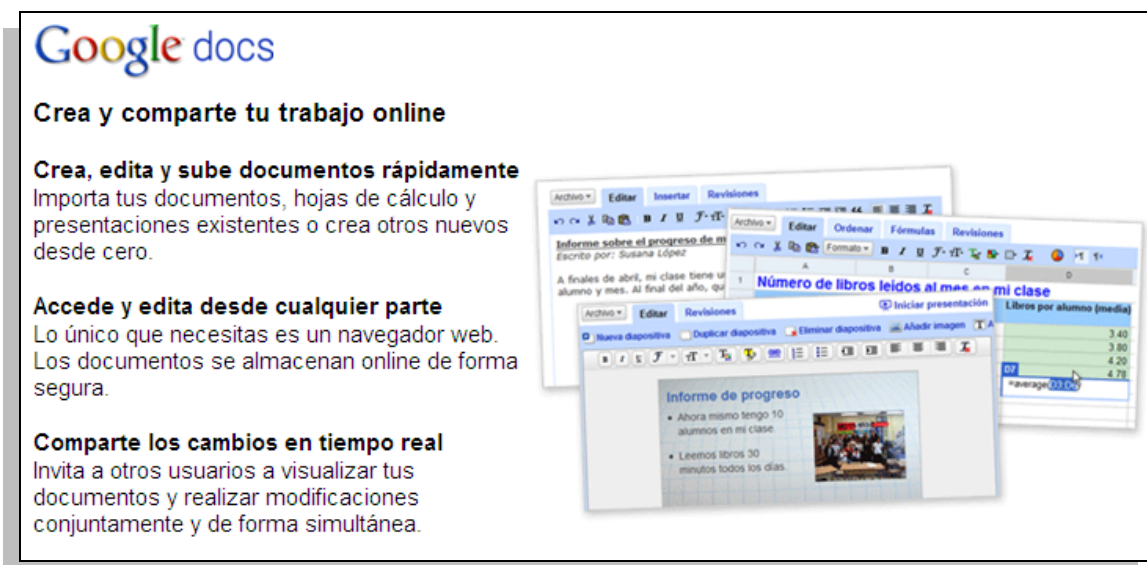 Google docs
Crea y comparte tu trabajo online
Crea, edita y sube documentos rápidamente
Importa tus documentos, hojas de cálculo y
presentaciones existentes o crea otros nuevos
desde cero.
Accede y edita desde cualquier parte
Lo único que necesitas es un navegador web.
Los documentos se almacenan online de forma
segura.
Comparte los cambios en tiempo real
Invita a otros usuarios a visualizar tus
documentos y realizar modificaciones
conjuntamente y de forma simultánea.
Archivo Editar Insertar Revisiones
Informe sobre el progreso de m
Escrito por: Susana López
A finales de abril, mi clase tiene u
alumno y mes. Al final del año, qu
Archivo Editar Ordenar Fórmulas Revisiones
Formato
A B C D
1 Número de libros leídos al mes en mi clase
Libros por alumno (media)
3.40
3.80
4.20
4.78
D7
=average(D3:D6
Archivo Editar Revisiones Iniciar presentación
Nueva diapositiva Duplicar diapositiva Eliminar diapositiva Añadir imagen A
Informe de progreso
• Ahora mismo tengo 10
alumnos en mi clase.
• Leemos libros 30
minutos todos los días.